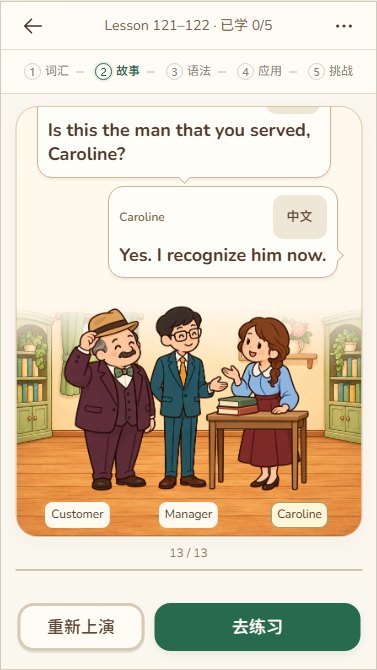 Lesson 121–122 · 已学 0/5
1 词汇 2 故事 3 语法 4 应用 5 挑战
Is this the man that you served,
Caroline?
Caroline 中文
Yes. I recognize him now.
Customer Manager Caroline
13 / 13
重新上演 去练习